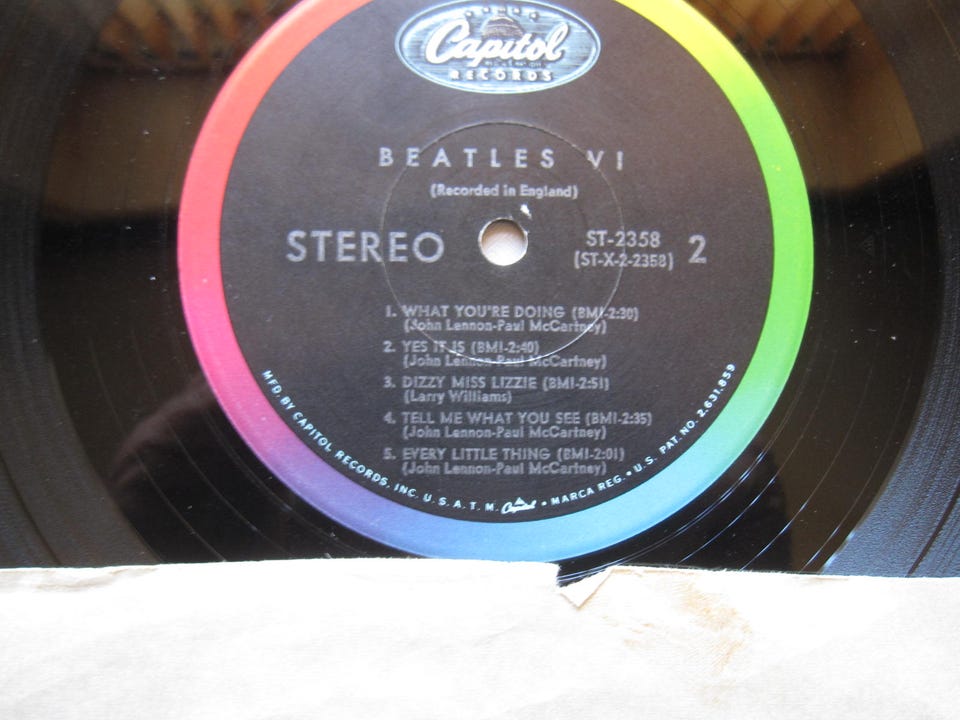 Capitol
RECORDS
BEATLES VI
(Recorded in England)
STEREO
ST-2358
(ST-X-2-2358)
2
1. WHAT YOU'RE DOING (BMI-2:30)
(John Lennon-Paul McCartney)
2. YES IT IS (BMI-2:40)
(John Lennon-Paul McCartney)
3. DIZZY MISS LIZZIE (BMI-2:51)
(Larry Williams)
4. TELL ME WHAT YOU SEE (BMI-2:35)
(John Lennon-Paul McCartney)
5. EVERY LITTLE THING (BMI-2:01)
(John Lennon-Paul McCartney)
MFD. BY CAPITOL RECORDS, INC. U. S. A. T. M. Capitol • MARCA REG. • U. S. PAT. NO. 2,631,859